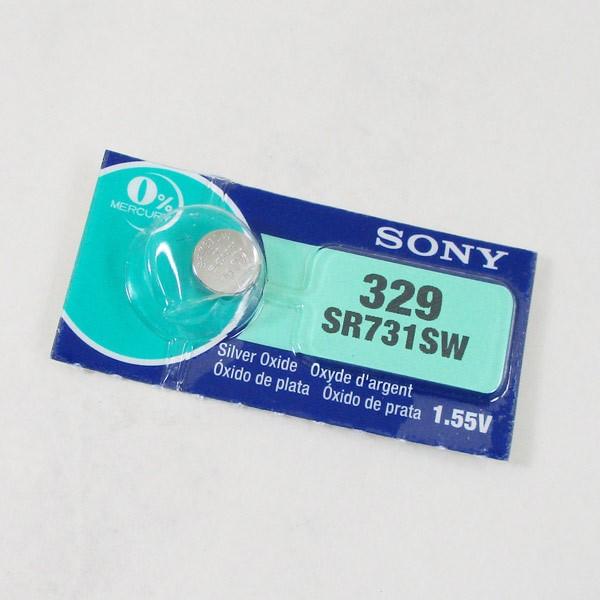 0%
MERCURY
SONY
329
SR731SW
Silver Oxide Oxyde d'argent
Óxido de plata Óxido de prata 1.55V